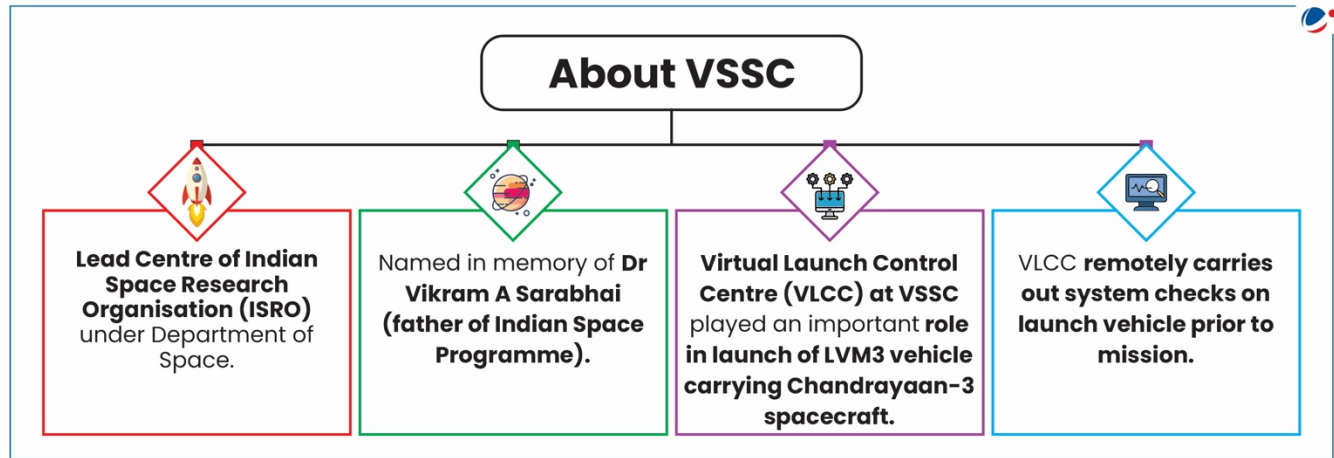 About VSSC
Lead Centre of Indian
Space Research
Organisation (ISRO)
under Department of
Space.
Named in memory of Dr
Vikram A Sarabhai
(father of Indian Space
Programme).
Virtual Launch Control
Centre (VLCC) at VSSC
played an important role
in launch of LVM3 vehicle
carrying Chandrayaan-3
spacecraft.
VLCC remotely carries
out system checks on
launch vehicle prior to
mission.